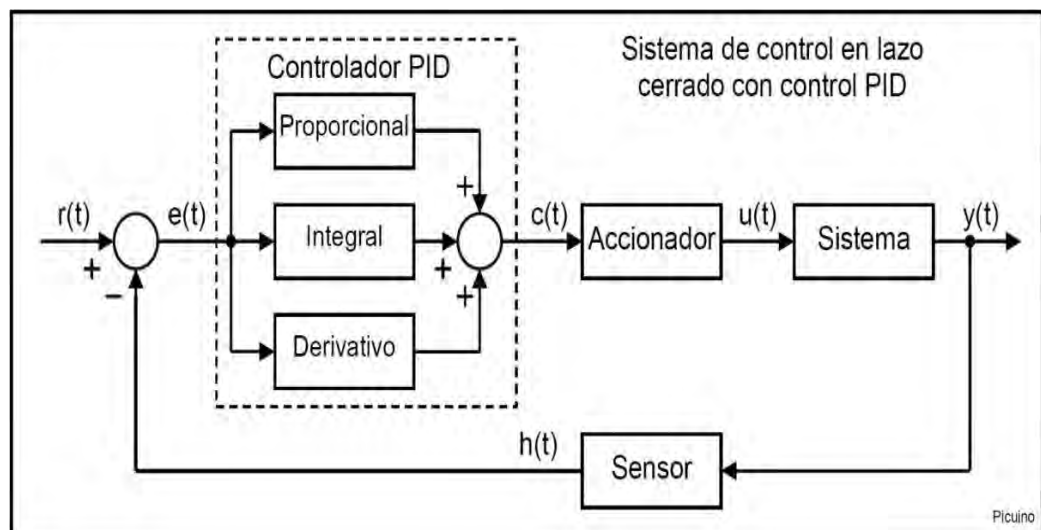 Sistema de control en lazo
cerrado con control PID
Controlador PID
Proporcional
r(t)
e(t)
Integral
c(t)
Accionador
u(t)
Sistema
y(t)
+
+
+
+
−
Derivativo
h(t)
Sensor
Picuino